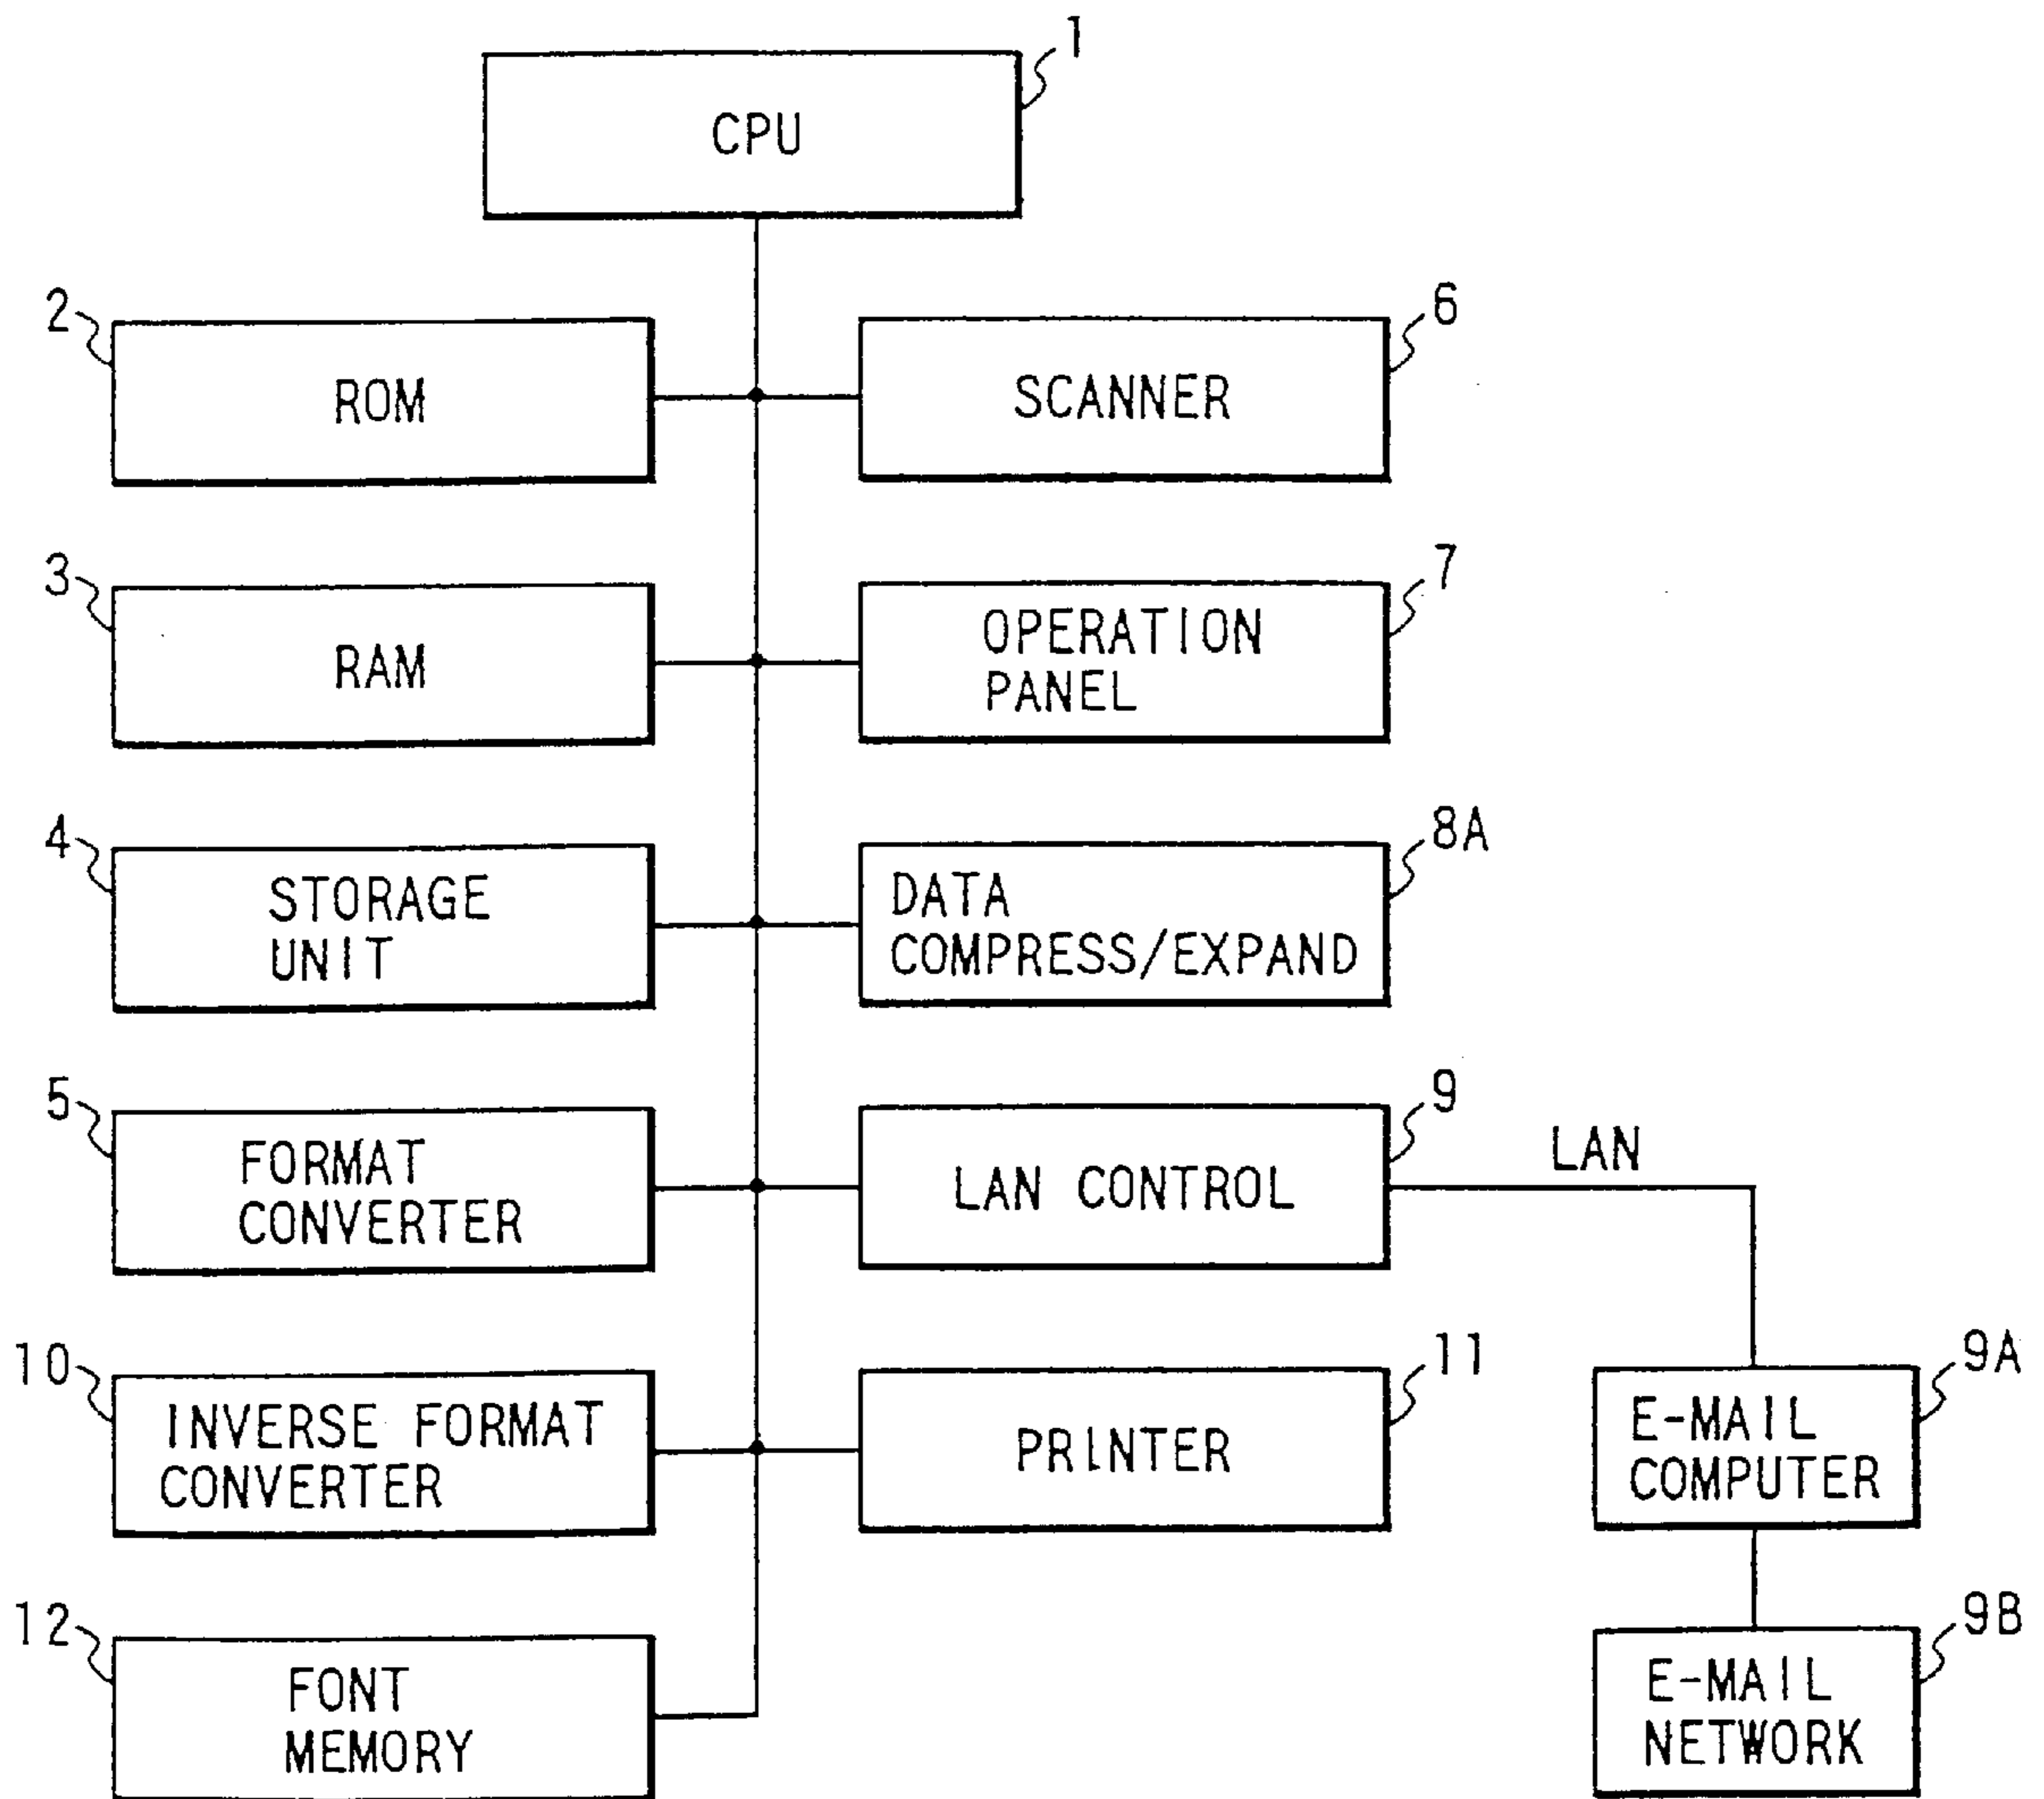 1
CPU
2
ROM
6
SCANNER
3
RAM
7
OPERATION
PANEL
4
STORAGE
UNIT
8A
DATA
COMPRESS/EXPAND
5
FORMAT
CONVERTER
9
LAN CONTROL
LAN
10
INVERSE FORMAT
CONVERTER
11
PRINTER
9A
E-MAIL
COMPUTER
12
FONT
MEMORY
9B
E-MAIL
NETWORK